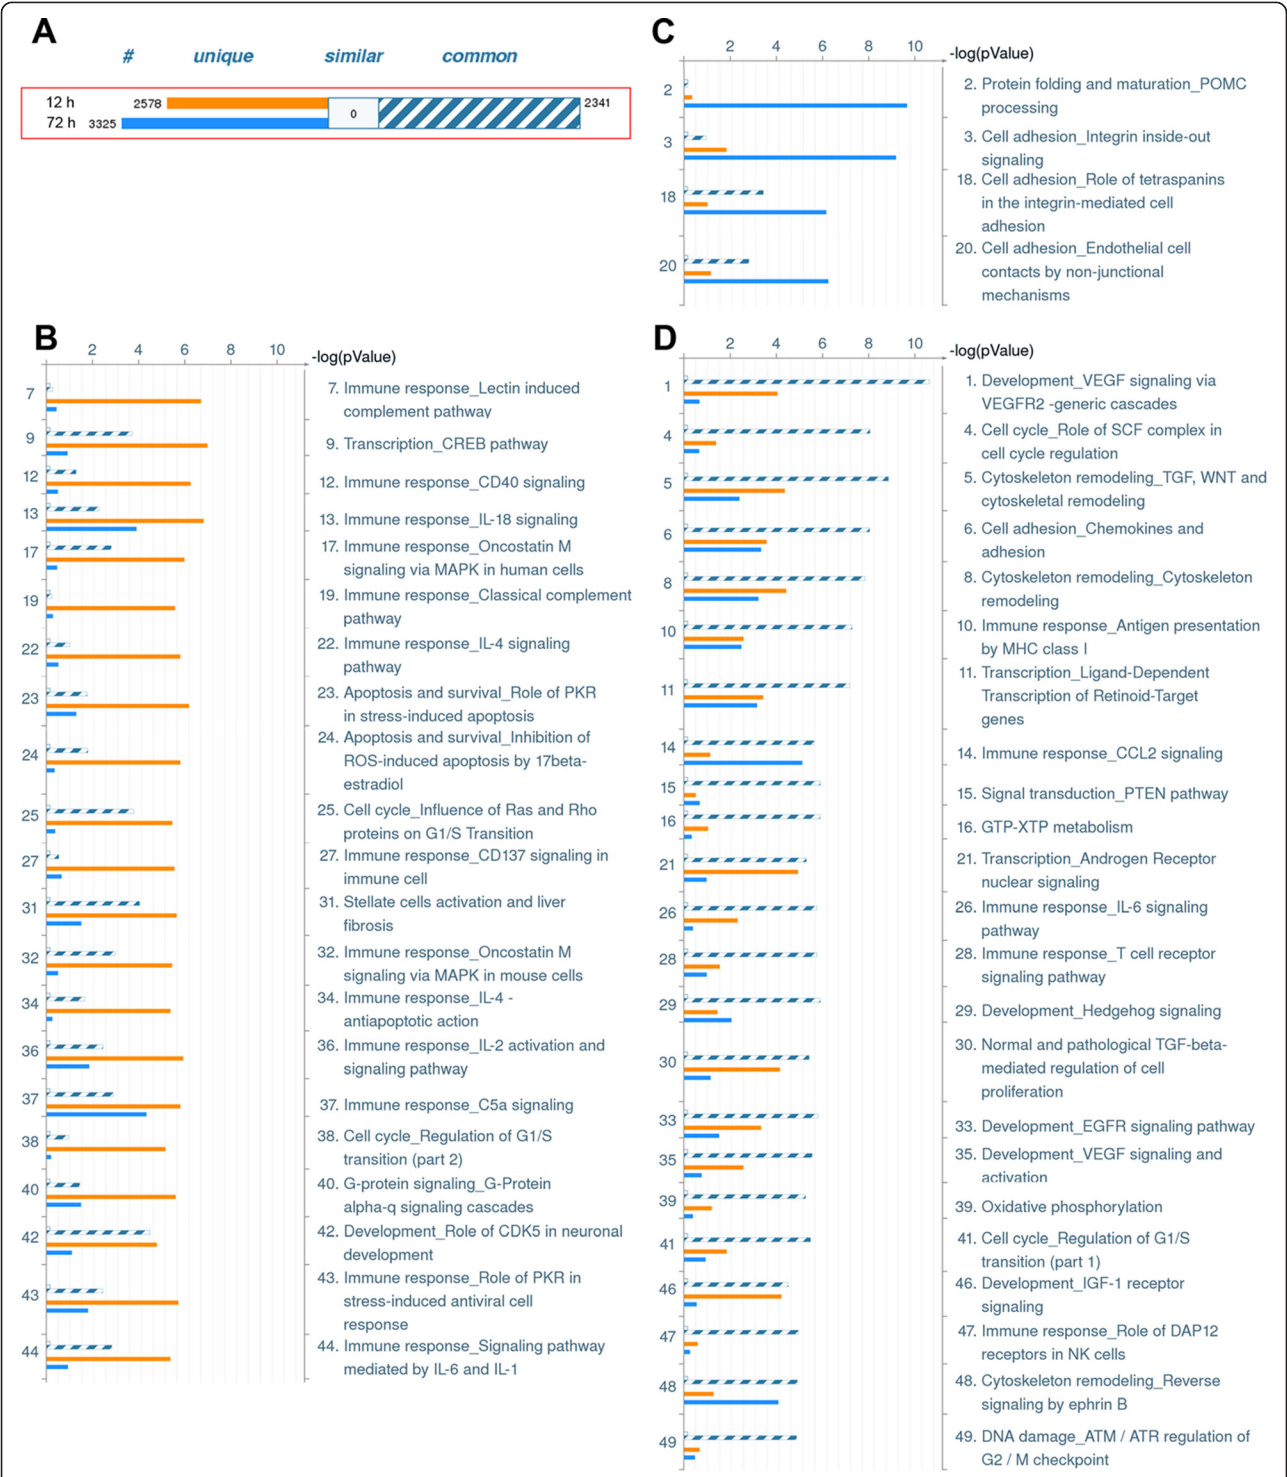 A
# unique similar common
12 h 2578 0 2341
72 h 3325
C
2 4 6 8 10 -log(pValue)
2 2. Protein folding and maturation_POMC
processing
3 3. Cell adhesion_Integrin inside-out
signaling
18 18. Cell adhesion_Role of tetraspanins
in the integrin-mediated cell
adhesion
20 20. Cell adhesion_Endothelial cell
contacts by non-junctional
mechanisms
B
2 4 6 8 10 -log(pValue)
7 7. Immune response_Lectin induced
complement pathway
9 9. Transcription_CREB pathway
12 12. Immune response_CD40 signaling
13 13. Immune response_IL-18 signaling
17 17. Immune response_Oncostatin M
signaling via MAPK in human cells
19 19. Immune response_Classical complement
pathway
22 22. Immune response_IL-4 signaling
pathway
23 23. Apoptosis and survival_Role of PKR
in stress-induced apoptosis
24 24. Apoptosis and survival_Inhibition of
ROS-induced apoptosis by 17beta-
estradiol
25 25. Cell cycle_Influence of Ras and Rho
proteins on G1/S Transition
27 27. Immune response_CD137 signaling in
immune cell
31 31. Stellate cells activation and liver
fibrosis
32 32. Immune response_Oncostatin M
signaling via MAPK in mouse cells
34 34. Immune response_IL-4 -
antiapoptotic action
36 36. Immune response_IL-2 activation and
signaling pathway
37 37. Immune response_C5a signaling
38 38. Cell cycle_Regulation of G1/S
transition (part 2)
40 40. G-protein signaling_G-Protein
alpha-q signaling cascades
42 42. Development_Role of CDK5 in neuronal
development
43 43. Immune response_Role of PKR in
stress-induced antiviral cell
response
44 44. Immune response_Signaling pathway
mediated by IL-6 and IL-1
D
2 4 6 8 10 -log(pValue)
1 1. Development_VEGF signaling via
VEGFR2 -generic cascades
4 4. Cell cycle_Role of SCF complex in
cell cycle regulation
5 5. Cytoskeleton remodeling_TGF, WNT and
cytoskeletal remodeling
6 6. Cell adhesion_Chemokines and
adhesion
8 8. Cytoskeleton remodeling_Cytoskeleton
remodeling
10 10. Immune response_Antigen presentation
by MHC class I
11 11. Transcription_Ligand-Dependent
Transcription of Retinoid-Target
genes
14 14. Immune response_CCL2 signaling
15 15. Signal transduction_PTEN pathway
16 16. GTP-XTP metabolism
21 21. Transcription_Androgen Receptor
nuclear signaling
26 26. Immune response_IL-6 signaling
pathway
28 28. Immune response_T cell receptor
signaling pathway
29 29. Development_Hedgehog signaling
30 30. Normal and pathological TGF-beta-
mediated regulation of cell
proliferation
33 33. Development_EGFR signaling pathway
35 35. Development_VEGF signaling and
activation
39 39. Oxidative phosphorylation
41 41. Cell cycle_Regulation of G1/S
transition (part 1)
46 46. Development_IGF-1 receptor
signaling
47 47. Immune response_Role of DAP12
receptors in NK cells
48 48. Cytoskeleton remodeling_Reverse
signaling by ephrin B
49 49. DNA damage_ATM / ATR regulation of
G2 / M checkpoint